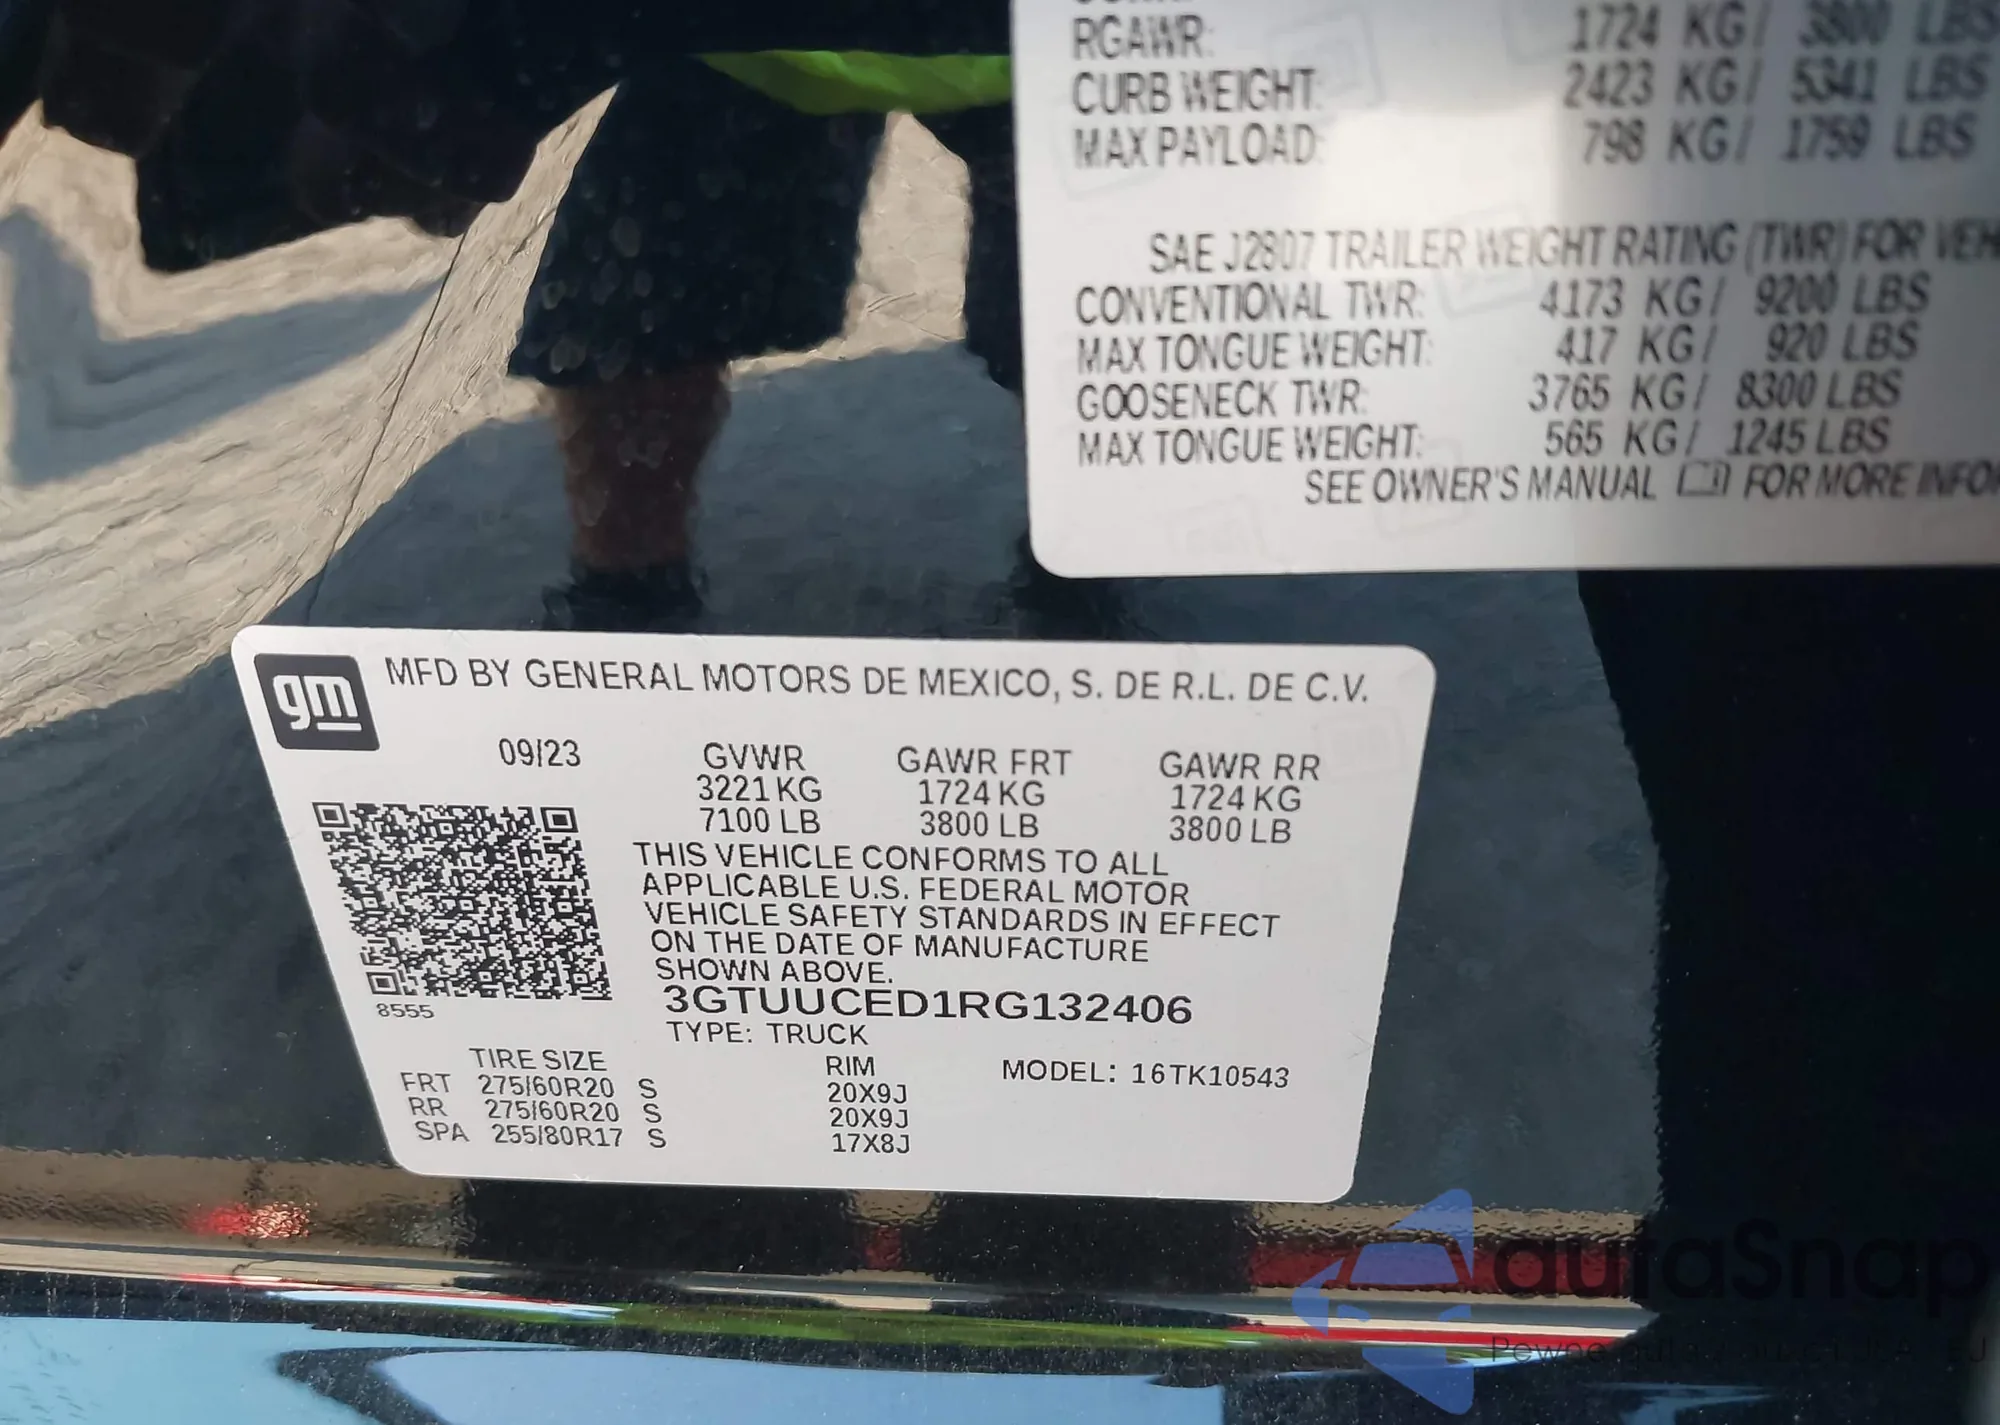 RGAWR: 1724 KG/ 3800 LBS
CURB WEIGHT: 2423 KG/ 5341 LBS
MAX PAYLOAD: 798 KG/ 1759 LBS
SAE J2807 TRAILER WEIGHT RATING (TWR) FOR VEH
CONVENTIONAL TWR: 4173 KG/ 9200 LBS
MAX TONGUE WEIGHT: 417 KG/ 920 LBS
GOOSENECK TWR: 3765 KG/ 8300 LBS
MAX TONGUE WEIGHT: 565 KG/ 1245 LBS
SEE OWNER'S MANUAL FOR MORE INFOR
gm
MFD BY GENERAL MOTORS DE MEXICO, S. DE R.L. DE C.V.
09/23 GVWR GAWR FRT GAWR RR
3221 KG 1724 KG 1724 KG
7100 LB 3800 LB 3800 LB
THIS VEHICLE CONFORMS TO ALL
APPLICABLE U.S. FEDERAL MOTOR
VEHICLE SAFETY STANDARDS IN EFFECT
ON THE DATE OF MANUFACTURE
SHOWN ABOVE.
3GTUUCED1RG132406
8555
TYPE: TRUCK
TIRE SIZE RIM MODEL: 16TK10543
FRT 275/60R20 S 20X9J
RR 275/60R20 S 20X9J
SPA 255/80R17 S 17X8J
autaSnap
Pewne auta z